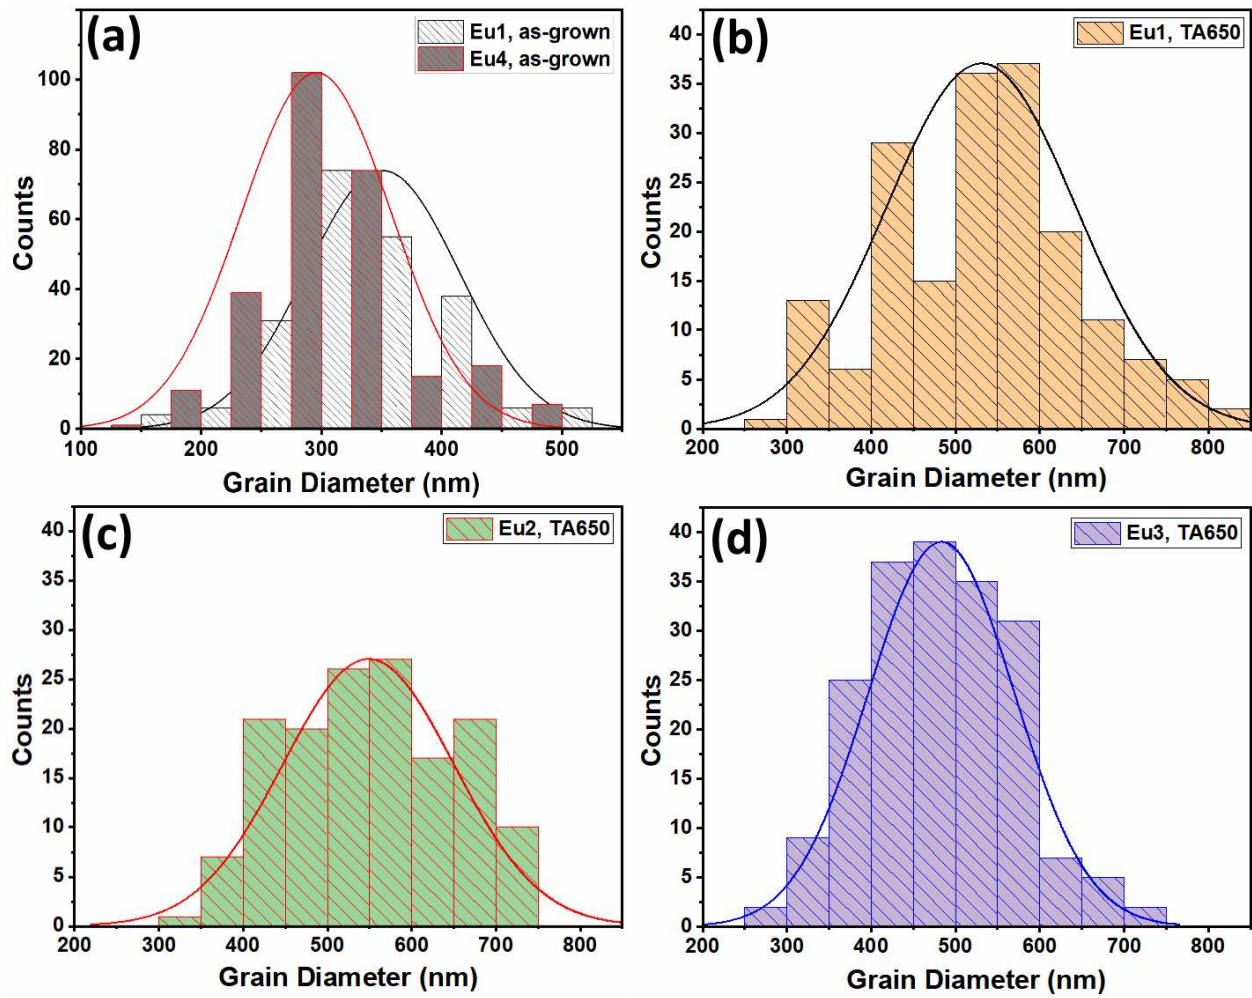 (a)
Eu1, as-grown
Eu4, as-grown
Counts
100
80
60
40
20
0
100 200 300 400 500
Grain Diameter (nm)
(b)
Eu1, TA650
Counts
40
35
30
25
20
15
10
5
0
200 300 400 500 600 700 800
Grain Diameter (nm)
(c)
Eu2, TA650
Counts
40
35
30
25
20
15
10
5
0
200 300 400 500 600 700 800
Grain Diameter (nm)
(d)
Eu3, TA650
Counts
40
35
30
25
20
15
10
5
0
200 300 400 500 600 700 800
Grain Diameter (nm)